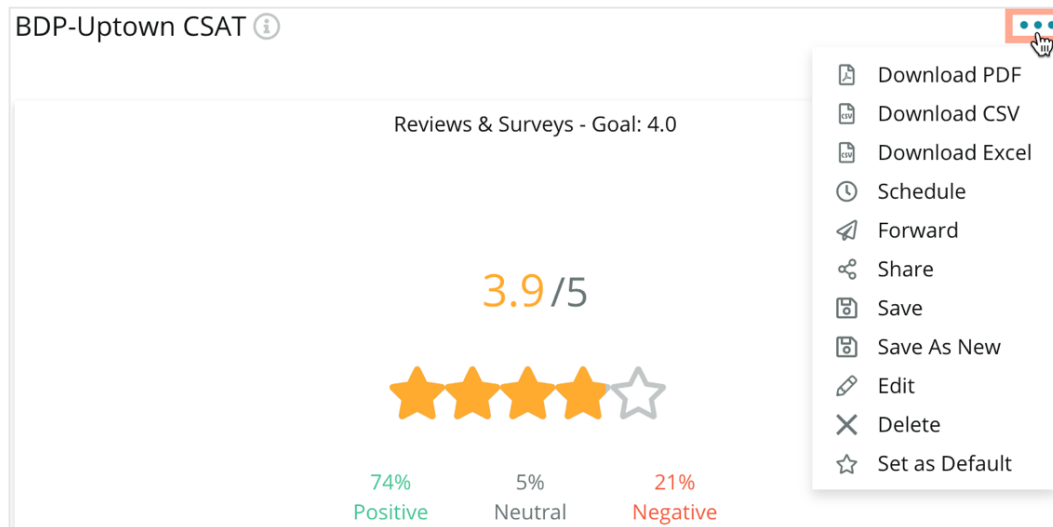 BDP-Uptown CSAT
Download PDF
Download CSV
Download Excel
Schedule
Forward
Share
Save
Save As New
Edit
Delete
Set as Default
Reviews & Surveys - Goal: 4.0
3.9/5
74% 5% 21%
Positive Neutral Negative